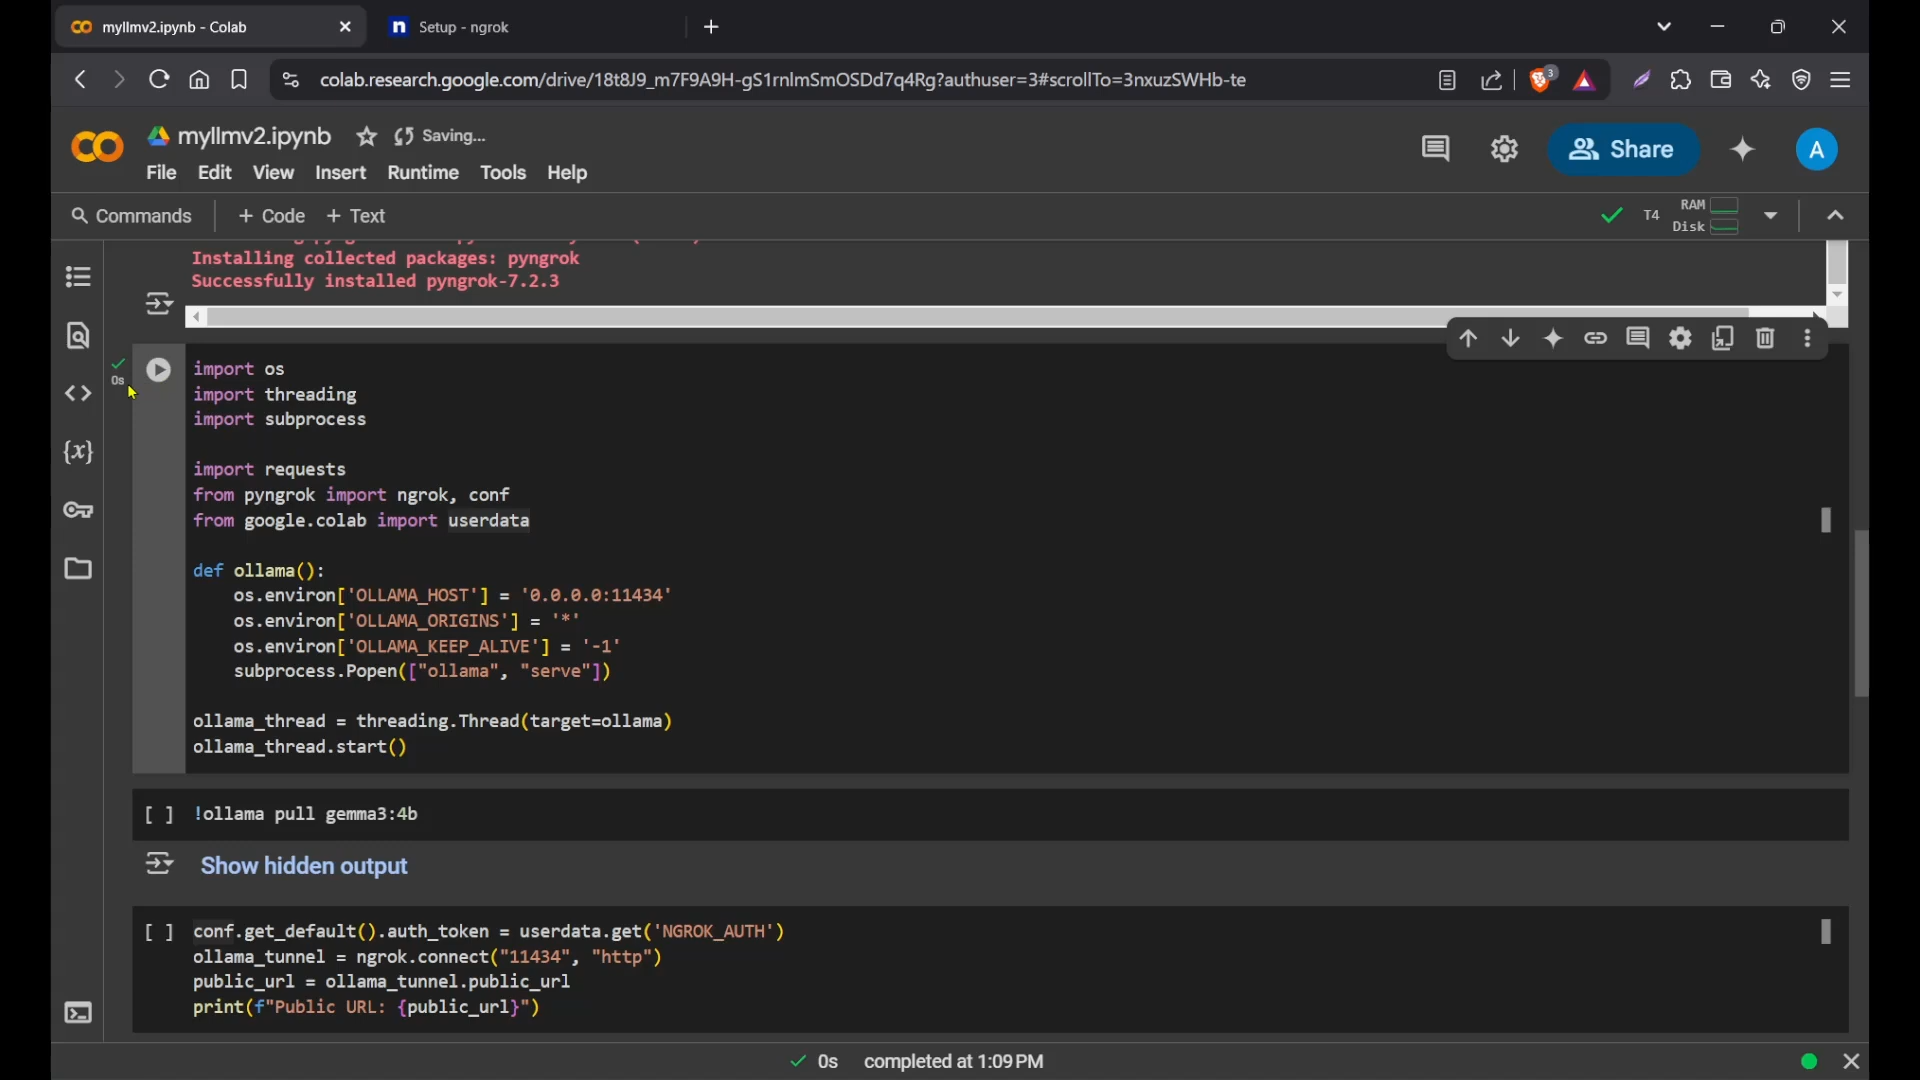 myllmv2.ipynb - Colab
n Setup - ngrok
colab.research.google.com/drive/18t8J9_m7F9A9H-gS1rnlmSmOSDd7q4Rg?authuser=3#scrollTo=3nxuzSWHb-te
3
myllmv2.ipynb Saving...
Share
A
File Edit View Insert Runtime Tools Help
Commands + Code + Text
T4 RAM
Disk
Installing collected packages: pyngrok
Successfully installed pyngrok-7.2.3
0s
import os
import threading
import subprocess
import requests
from pyngrok import ngrok, conf
from google.colab import userdata
def ollama():
os.environ['OLLAMA_HOST'] = '0.0.0.0:11434'
os.environ['OLLAMA_ORIGINS'] = '*'
os.environ['OLLAMA_KEEP_ALIVE'] = '-1'
subprocess.Popen(["ollama", "serve"])
ollama_thread = threading.Thread(target=ollama)
ollama_thread.start()
[ ] !ollama pull gemma3:4b
Show hidden output
[ ] conf.get_default().auth_token = userdata.get('NGROK_AUTH')
ollama_tunnel = ngrok.connect("11434", "http")
public_url = ollama_tunnel.public_url
print(f"Public URL: {public_url}")
0s completed at 1:09 PM